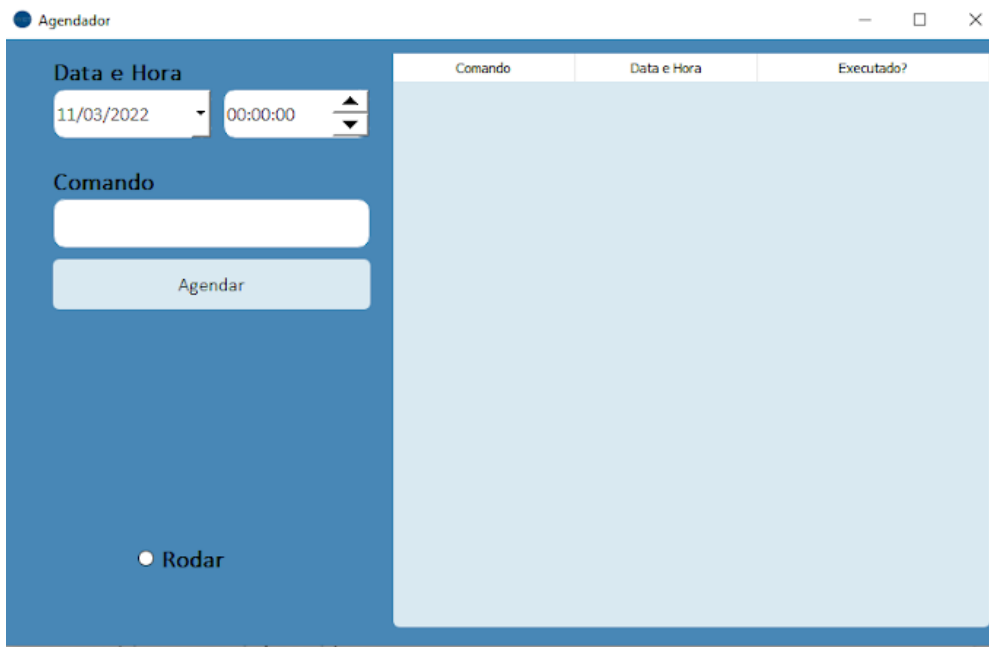 Agendador
Data e Hora
11/03/2022 00:00:00
Comando
Agendar
Rodar
Comando Data e Hora Executado?